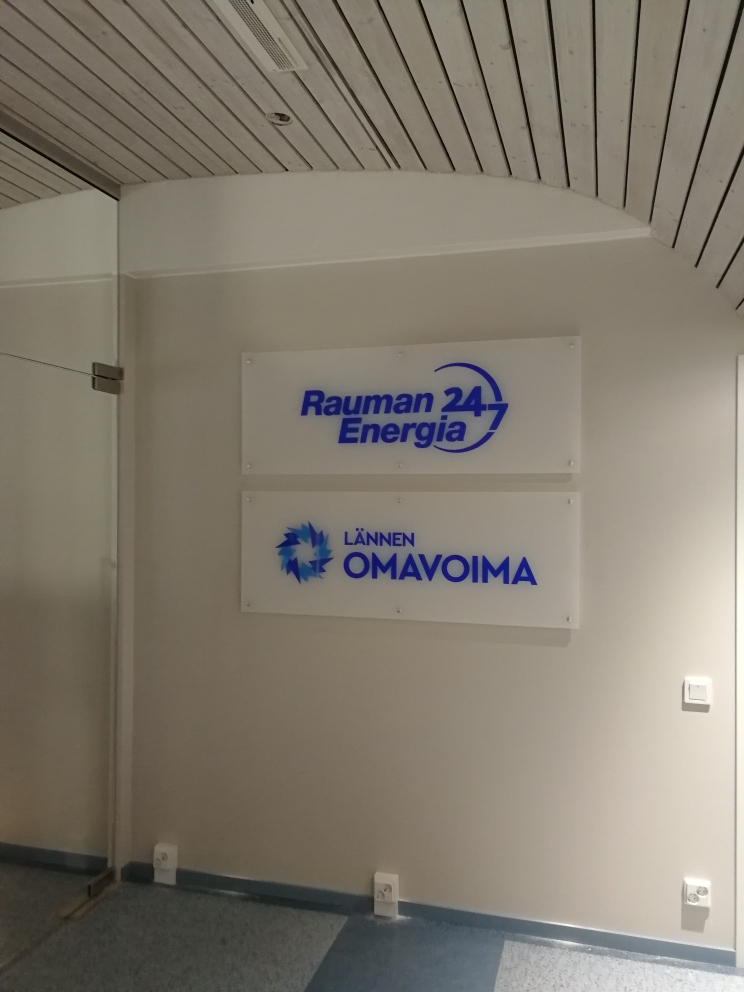 Rauman 24
Energia 7
LÄNNEN
OMAVOIMA